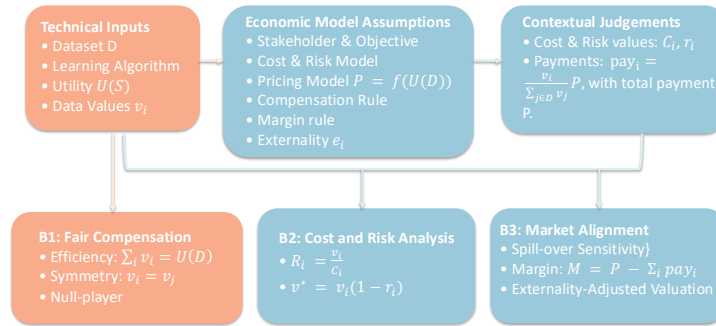 Technical Inputs
• Dataset D
• Learning Algorithm
• Utility U(S)
• Data Values vᵢ
Economic Model Assumptions
• Stakeholder & Objective
• Cost & Risk Model
• Pricing Model P = f(U(D))
• Compensation Rule
• Margin rule
• Externality eᵢ
Contextual Judgements
• Cost & Risk values: Cᵢ, rᵢ
• Payments: payᵢ =
vᵢ / ∑ⱼ∈D vⱼ P, with total payment
P.
B1: Fair Compensation
• Efficiency: ∑ᵢ vᵢ = U(D)
• Symmetry: vᵢ = vⱼ
• Null-player
B2: Cost and Risk Analysis
• Rᵢ = vᵢ / Cᵢ
• v* = vᵢ(1 − rᵢ)
B3: Market Alignment
• Spill-over Sensitivity}
• Margin: M = P − Σᵢ payᵢ
• Externality-Adjusted Valuation